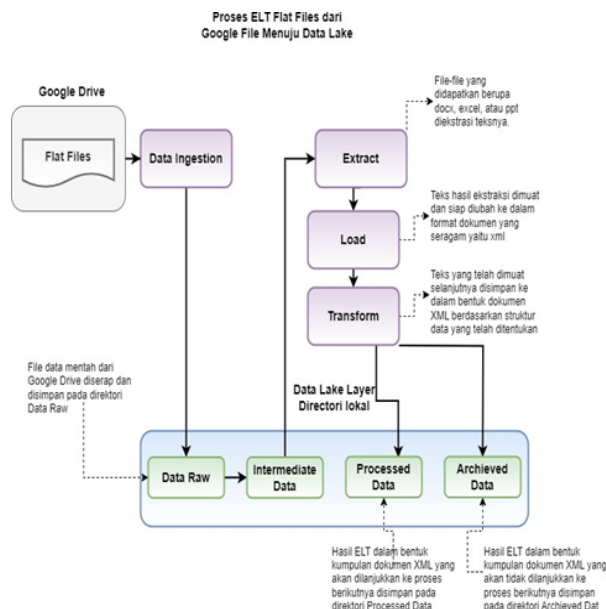 Proses ELT Flat Files dari
Google File Menuju Data Lake
Google Drive
Flat Files
Data Ingestion
Extract
File-file yang
didapatkan berupa
docx, excel, atau ppt
diekstrasi teksnya.
Load
Teks hasil ekstraksi dimuat
dan siap diubah ke dalam
format dokumen yang
seragam yaitu xml
Transform
Teks yang telah dimuat
selanjutnya disimpan ke
dalam bentuk dokumen
XML berdasarkan struktur
data yang telah ditentukan
File data mentah dari
Google Drive diserap dan
disimpan pada direktori
Data Raw
Data Lake Layer
Directori lokal
Data Raw
Intermediate
Data
Processed
Data
Archieved
Data
Hasil ELT dalam bentuk
kumpulan dokumen XML yang
akan dilanjutkan ke proses
berikutnya disimpan pada
direktori Processed Data
Hasil ELT dalam bentuk
kumpulan dokumen XML yang
akan tidak dilanjutkan ke
proses berikutnya disimpan
pada direktori Archieved Dat